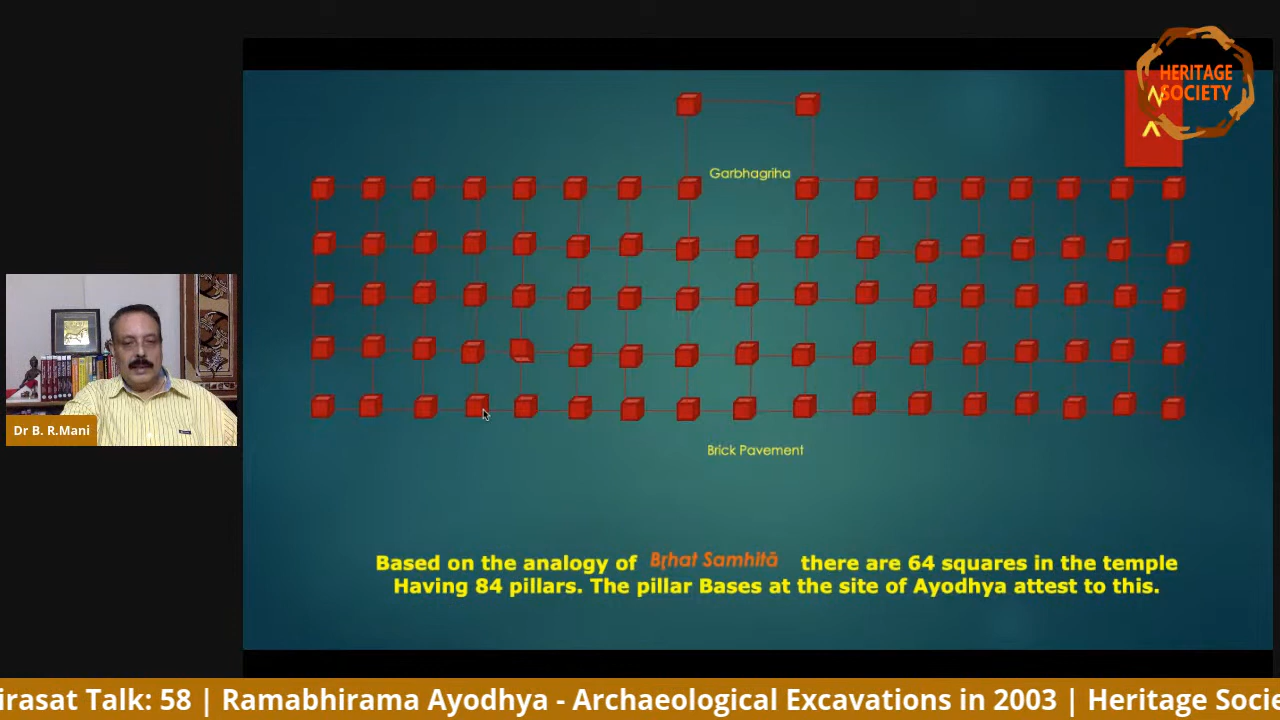 HERITAGE
SOCIETY
Garbhagriha
Dr B. R.Mani
Brick Pavement
Based on the analogy of Bṛhat Samhitā there are 64 squares in the temple
Having 84 pillars. The pillar Bases at the site of Ayodhya attest to this.
irasat Talk: 58 | Ramabhirama Ayodhya - Archaeological Excavations in 2003 | Heritage Socie